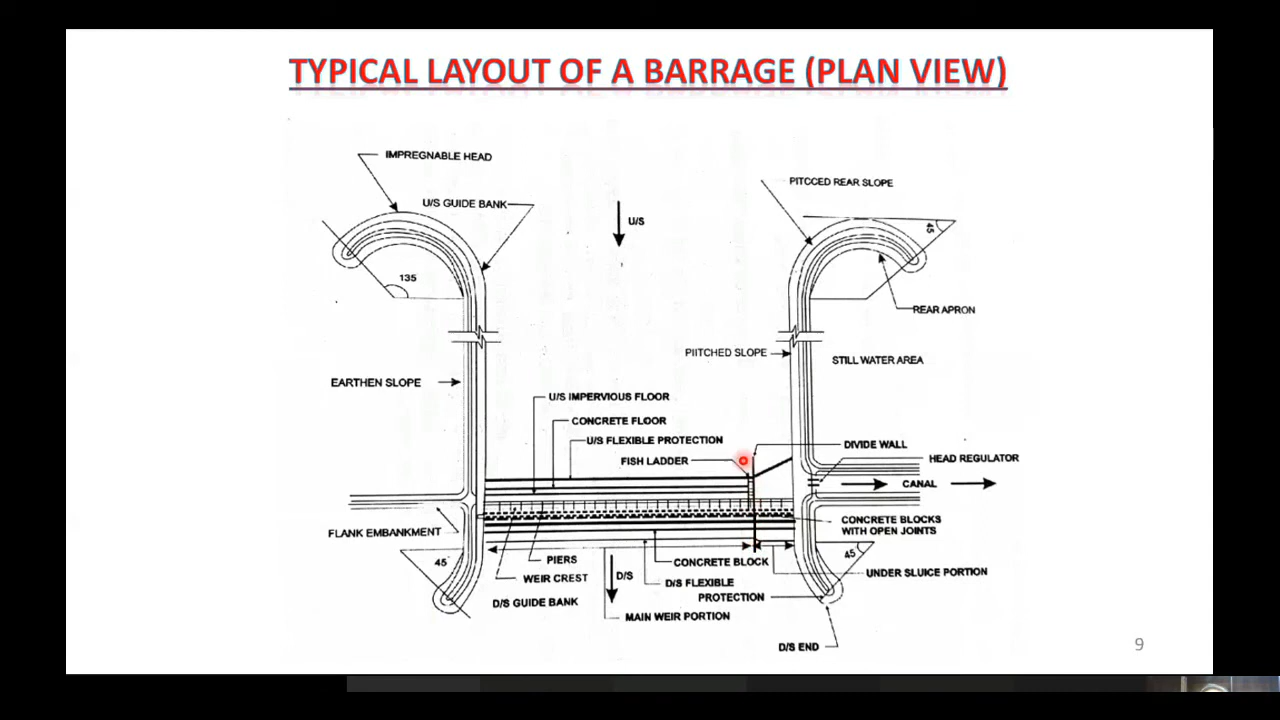 TYPICAL LAYOUT OF A BARRAGE (PLAN VIEW)
IMPREGNABLE HEAD
U/S GUIDE BANK
U/S
PITCCED REAR SLOPE
45
135
REAR APRON
PIITCHED SLOPE
STILL WATER AREA
EARTHEN SLOPE
U/S IMPERVIOUS FLOOR
CONCRETE FLOOR
U/S FLEXIBLE PROTECTION
FISH LADDER
DIVIDE WALL
HEAD REGULATOR
CANAL
FLANK EMBANKMENT
CONCRETE BLOCKS
WITH OPEN JOINTS
45
PIERS
WEIR CREST
D/S GUIDE BANK
D/S
CONCRETE BLOCK
D/S FLEXIBLE
PROTECTION
MAIN WEIR PORTION
45
UNDER SLUICE PORTION
D/S END
9